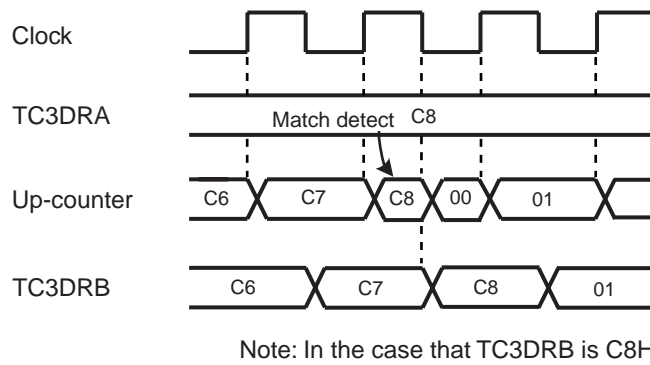 Clock
TC3DRA
Match detect C8
Up-counter C6 C7 C8 00 01
TC3DRB C6 C7 C8 01
Note: In the case that TC3DRB is C8H